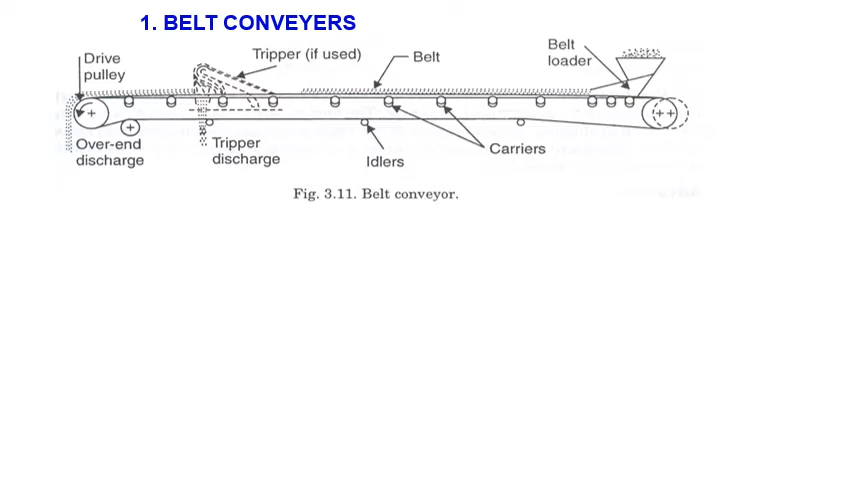 1. BELT CONVEYERS
Drive
pulley
Tripper (if used)
Belt
Belt
loader
Over-end
discharge
Tripper
discharge
Idlers
Carriers
Fig. 3.11. Belt conveyor.